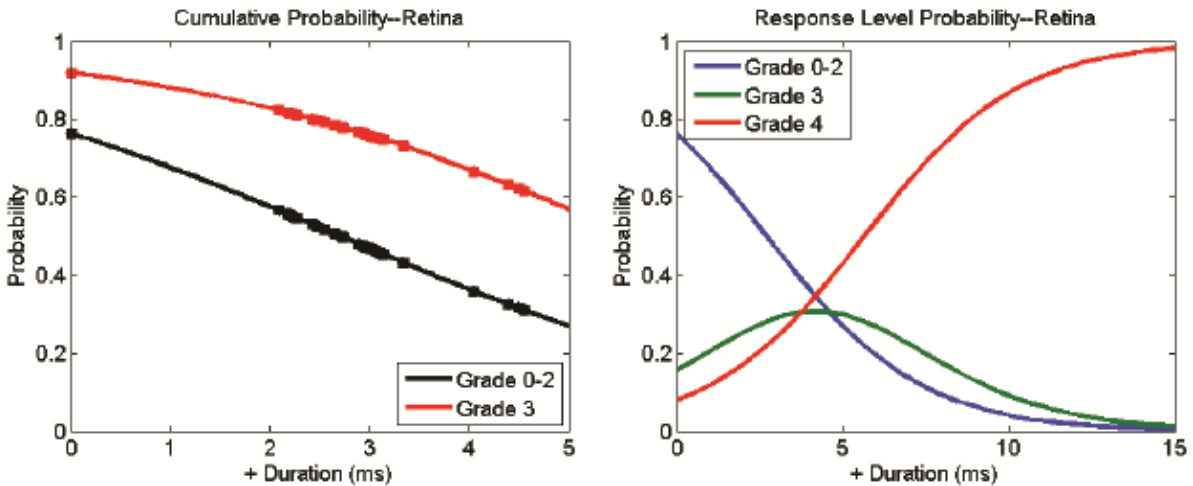 Cumulative Probability--Retina
1
0.8
0.6
0.4
0.2
0
Probability
0 1 2 3 4 5
+ Duration (ms)
Grade 0-2
Grade 3
Response Level Probability--Retina
1
0.8
0.6
0.4
0.2
0
Probability
0 5 10 15
+ Duration (ms)
Grade 0-2
Grade 3
Grade 4